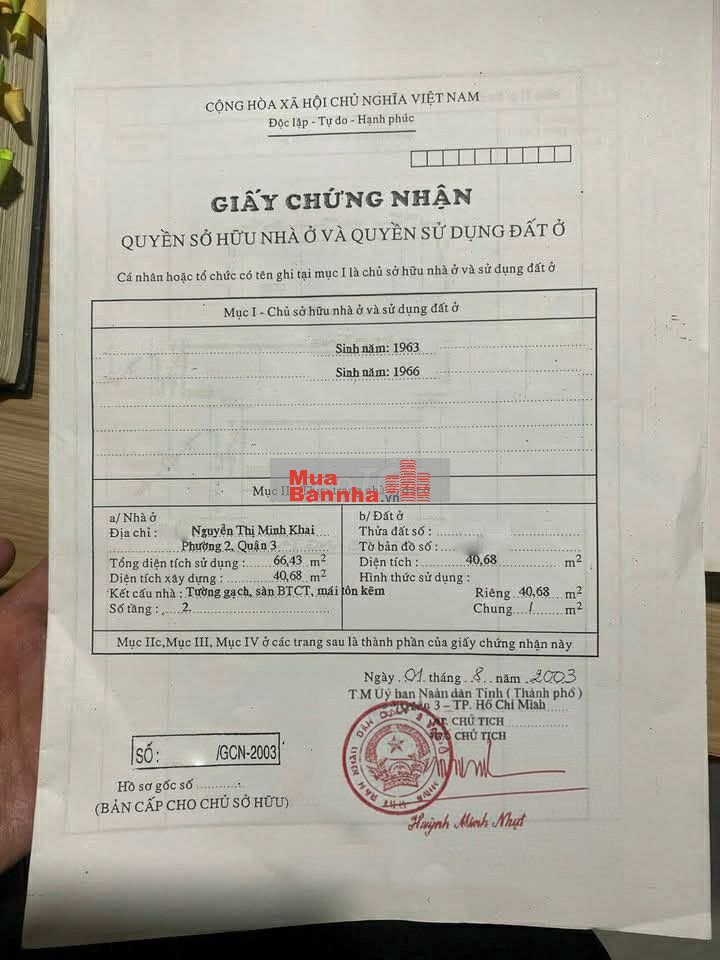 CỘNG HÒA XÃ HỘI CHỦ NGHĨA VIỆT NAM
Độc lập - Tự do - Hạnh phúc
GIẤY CHỨNG NHẬN
QUYỀN SỞ HỮU NHÀ Ở VÀ QUYỀN SỬ DỤNG ĐẤT Ở
Cá nhân hoặc tổ chức có tên ghi tại mục I là chủ sở hữu nhà ở và sử dụng đất ở
Mục I - Chủ sở hữu nhà ở và sử dụng đất ở
Sinh năm: 1963
Sinh năm: 1966
Mua
Bannha.vn
Mục II
a/ Nhà ở
Địa chỉ : Nguyễn Thị Minh Khai
Phường 2, Quận 3
Tổng diện tích sử dụng : 66,43 m2
Diện tích xây dựng : 40,68 m2
Kết cấu nhà : Tường gạch, sàn BTCT, mái tôn kẽm
Số tầng : 2
b/ Đất ở
Thửa đất số :
Tờ bản đồ số :
Diện tích : 40,68 m2
Hình thức sử dụng :
Riêng 40,68 m2
Chung / m2
Mục IIc,Mục III, Mục IV ở các trang sau là thành phần của giấy chứng nhận này
Ngày 01 tháng 8 năm 2003
T M Uỷ ban Nhân dân Tỉnh ( Thành phố )
3 – TP. Hồ Chí Minh
CHỦ TỊCH
CHỦ TỊCH
SỐ: /GCN-2003
Hồ sơ gốc số
(BẢN CẤP CHO CHỦ SỞ HỮU)
Huỳnh Minh Nhựt